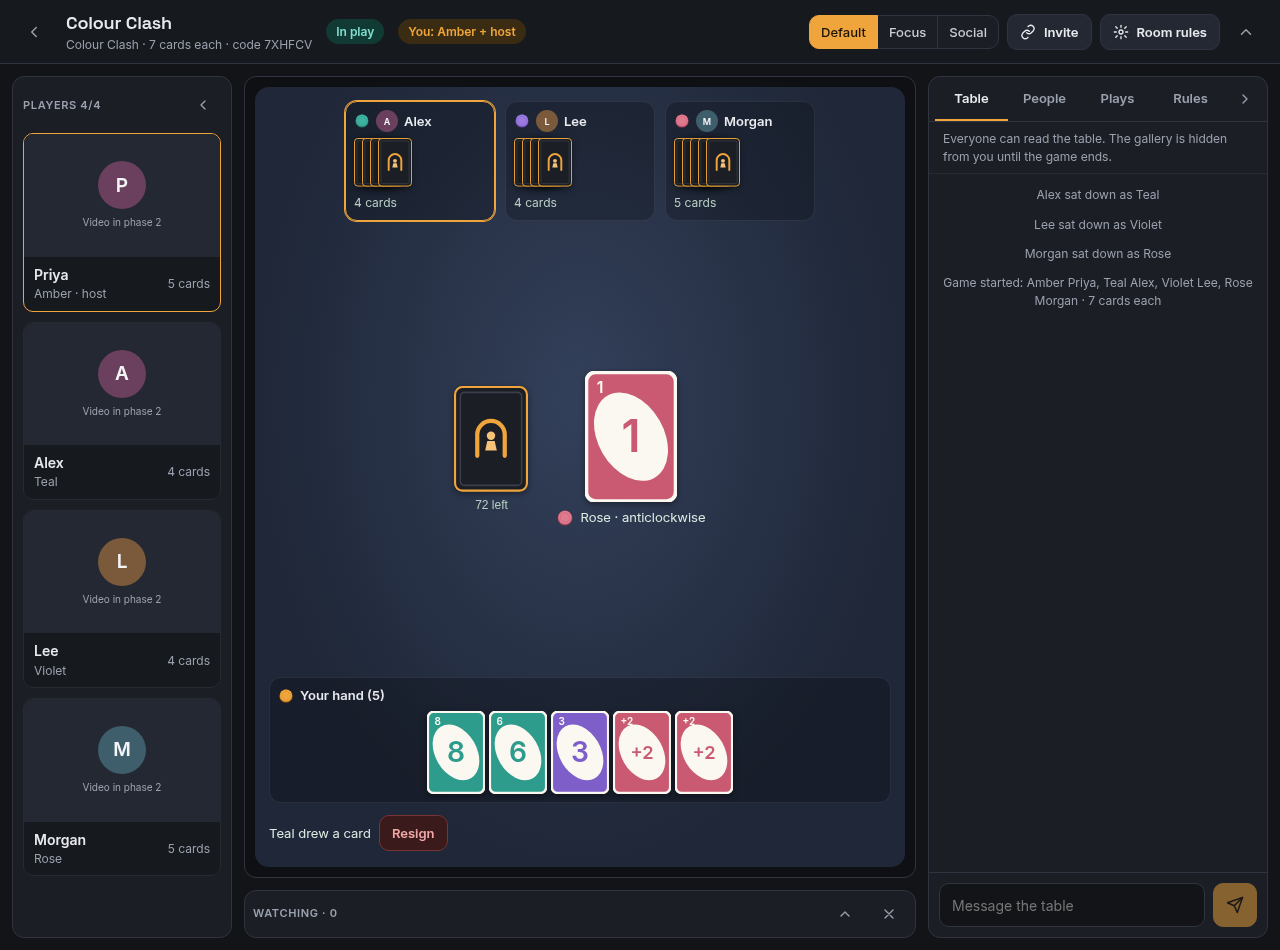 Colour Clash
Colour Clash · 7 cards each · code 7XHFCV
In play
You: Amber + host
Default
Focus
Social
Invite
Room rules
PLAYERS 4/4
P
Video in phase 2
Priya
Amber · host
5 cards
A
Video in phase 2
Alex
Teal
4 cards
L
Video in phase 2
Lee
Violet
4 cards
M
Video in phase 2
Morgan
Rose
5 cards
A
Alex
4 cards
L
Lee
4 cards
M
Morgan
5 cards
72 left
1
1
Rose · anticlockwise
Your hand (5)
8
8
6
6
3
3
+2
+2
+2
+2
Teal drew a card
Resign
WATCHING · 0
Table
People
Plays
Rules
Everyone can read the table. The gallery is hidden
from you until the game ends.
Alex sat down as Teal
Lee sat down as Violet
Morgan sat down as Rose
Game started: Amber Priya, Teal Alex, Violet Lee, Rose
Morgan · 7 cards each
Message the table